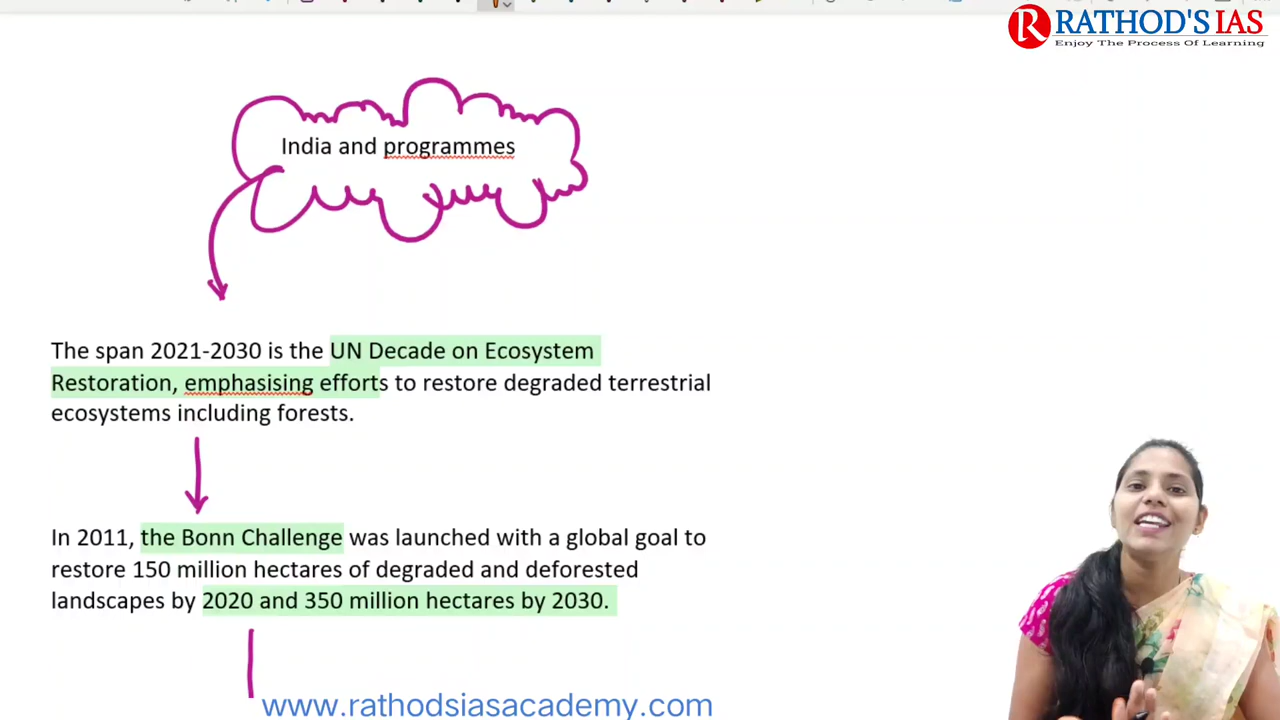 RATHOD'S IAS
Enjoy The Process Of Learning
India and programmes
The span 2021-2030 is the UN Decade on Ecosystem
Restoration, emphasising efforts to restore degraded terrestrial
ecosystems including forests.
In 2011, the Bonn Challenge was launched with a global goal to
restore 150 million hectares of degraded and deforested
landscapes by 2020 and 350 million hectares by 2030.
www.rathodsiasacademy.com